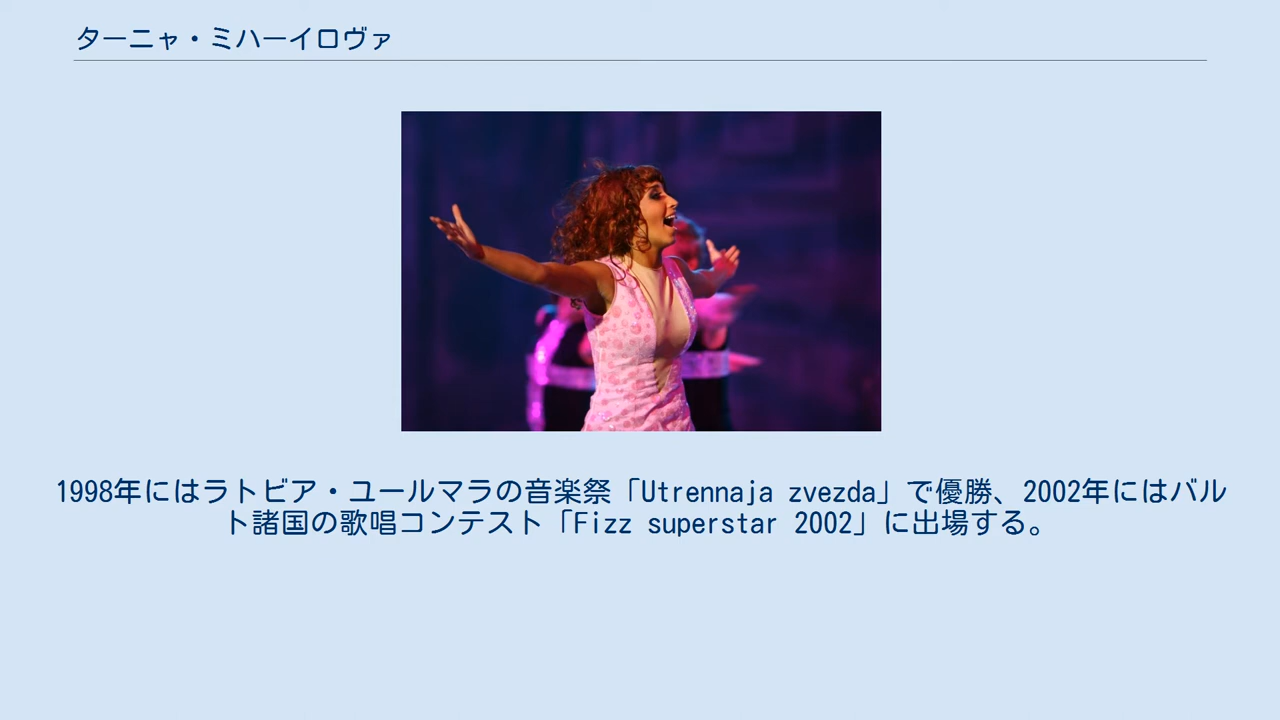 ターニャ・ミハーイロヴァ
1998年にはラトビア・ユールマラの音楽祭「Utrennaja zvezda」で優勝、2002年にはバル
ト諸国の歌唱コンテスト「Fizz superstar 2002」に出場する。